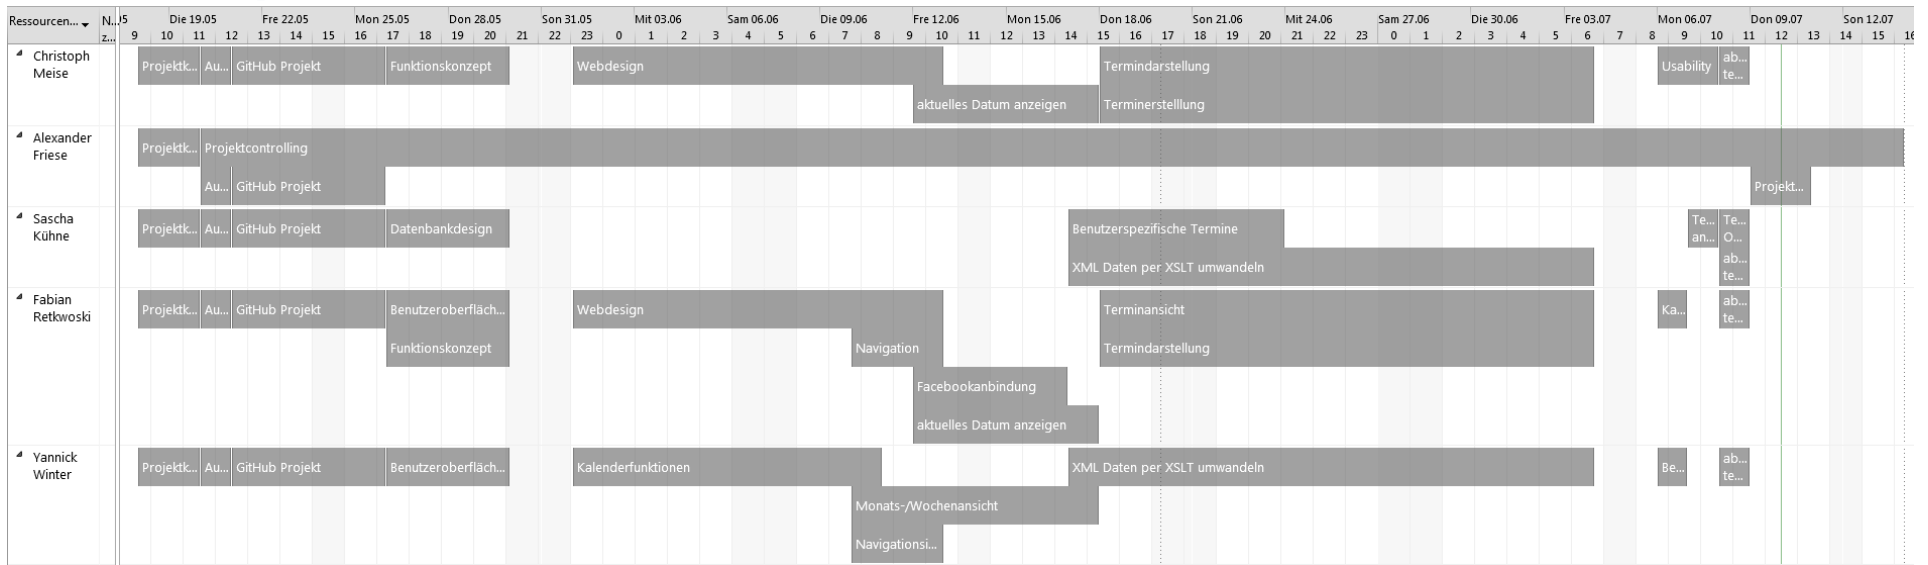 Ressourcen... N... /5 Die 19.05 Fre 22.05 Mon 25.05 Don 28.05 Son 31.05 Mit 03.06 Sam 06.06 Die 09.06 Fre 12.06 Mon 15.06 Don 18.06 Son 21.06 Mit 24.06 Sam 27.06 Die 30.06 Fre 03.07 Mon 06.07 Don 09.07 Son 12.07
z... 9 10 11 12 13 14 15 16 17 18 19 20 21 22 23 0 1 2 3 4 5 6 7 8 9 10 11 12 13 14 15 16 17 18 19 20 21 22 23 0 1 2 3 4 5 6 7 8 9 10 11 12 13 14 15 16
Christoph
Meise
Projektk... Au... GitHub Projekt Funktionskonzept Webdesign Termindarstellung Usability ab...
te...
aktuelles Datum anzeigen Terminerstelllung
Alexander
Friese
Projektk... Projektcontrolling
Au... GitHub Projekt Projekt...
Sascha
Kühne
Projektk... Au... GitHub Projekt Datenbankdesign Benutzerspezifische Termine Te... Te...
an... O...
XML Daten per XSLT umwandeln ab...
te...
Fabian
Retkwoski
Projektk... Au... GitHub Projekt Benutzeroberfläch... Webdesign Terminansicht Ka... ab...
te...
Funktionskonzept Navigation Termindarstellung
Facebookanbindung
aktuelles Datum anzeigen
Yannick
Winter
Projektk... Au... GitHub Projekt Benutzeroberfläch... Kalenderfunktionen XML Daten per XSLT umwandeln Be... ab...
te...
Monats-/Wochenansicht
Navigationsi...